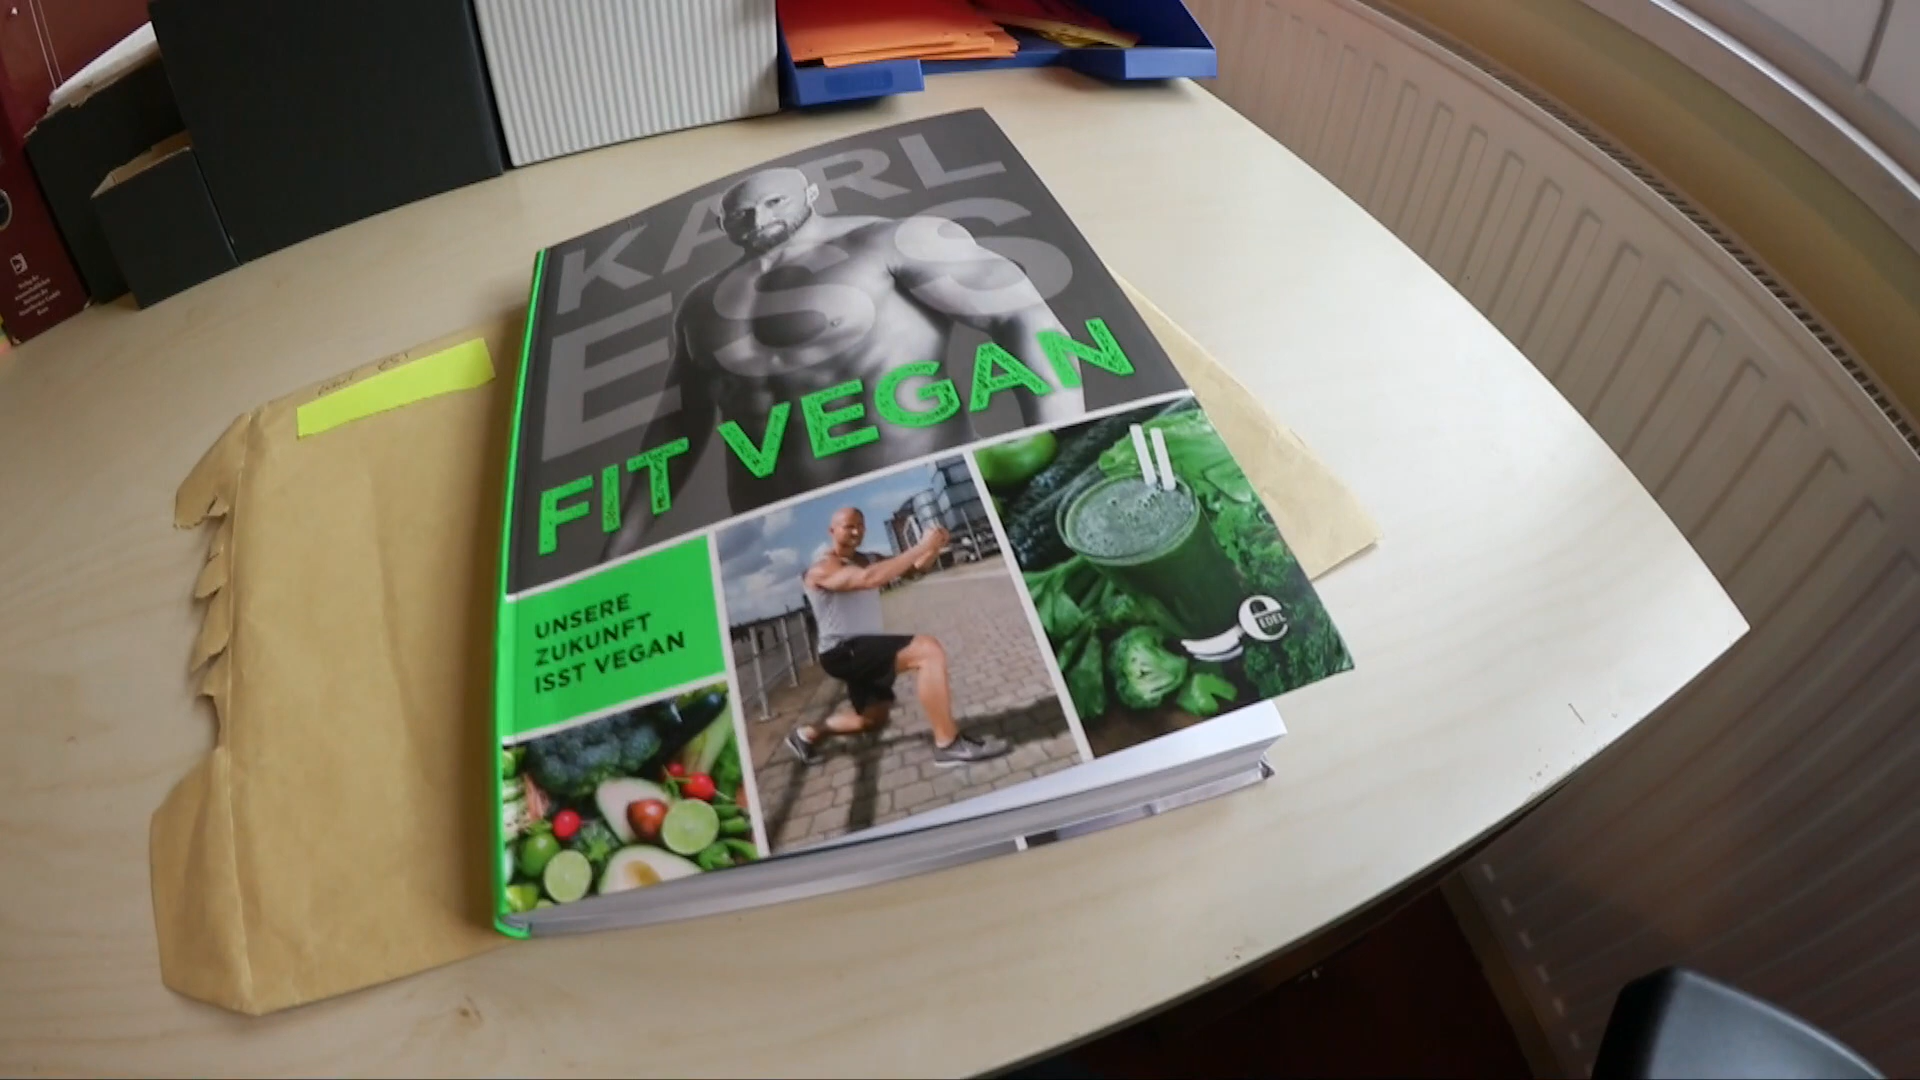 KARL
ESS
FIT VEGAN
UNSERE
ZUKUNFT
ISST VEGAN
e
EDEL